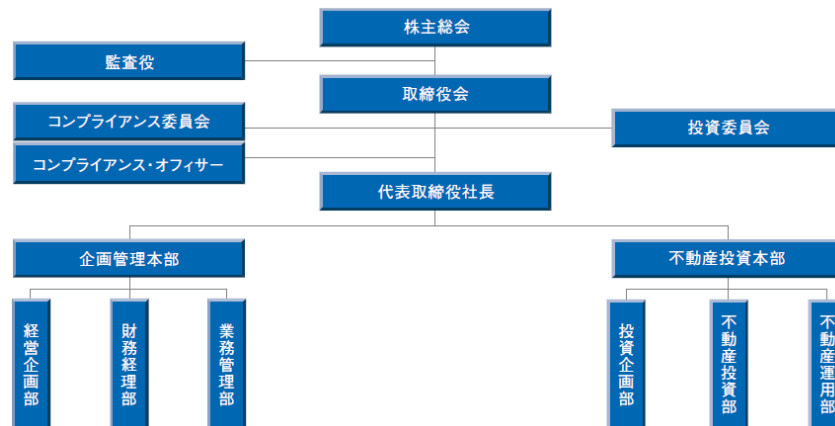 株主総会
監査役
取締役会
コンプライアンス委員会
投資委員会
コンプライアンス・オフィサー
代表取締役社長
企画管理本部
不動産投資本部
経営企画部
財務経理部
業務管理部
投資企画部
不動産投資部
不動産運用部